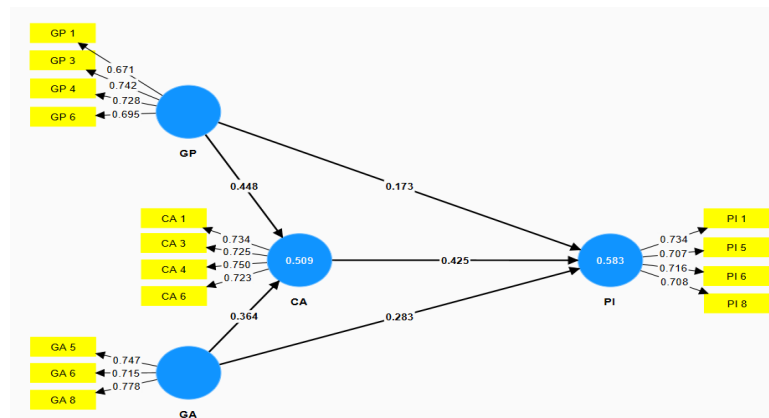 GP 1
GP 3
GP 4
GP 6
0.671
0.742
0.728
0.695
GP
0.448
0.173
CA 1
CA 3
CA 4
CA 6
0.734
0.725
0.750
0.723
0.509
CA
0.425
0.583
PI
0.734
0.707
0.716
0.708
PI 1
PI 5
PI 6
PI 8
0.364
0.283
GA 5
GA 6
GA 8
0.747
0.715
0.778
GA